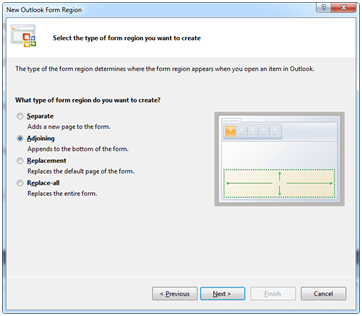 New Outlook Form Region
Select the type of form region you want to create
The type of the form region determines where the form region appears when you open an item in Outlook.
What type of form region do you want to create?
Separate
Adds a new page to the form.
Adjoining
Appends to the bottom of the form.
Replacement
Replaces the default page of the form.
Replace-all
Replaces the entire form.
< Previous
Next >
Finish
Cancel